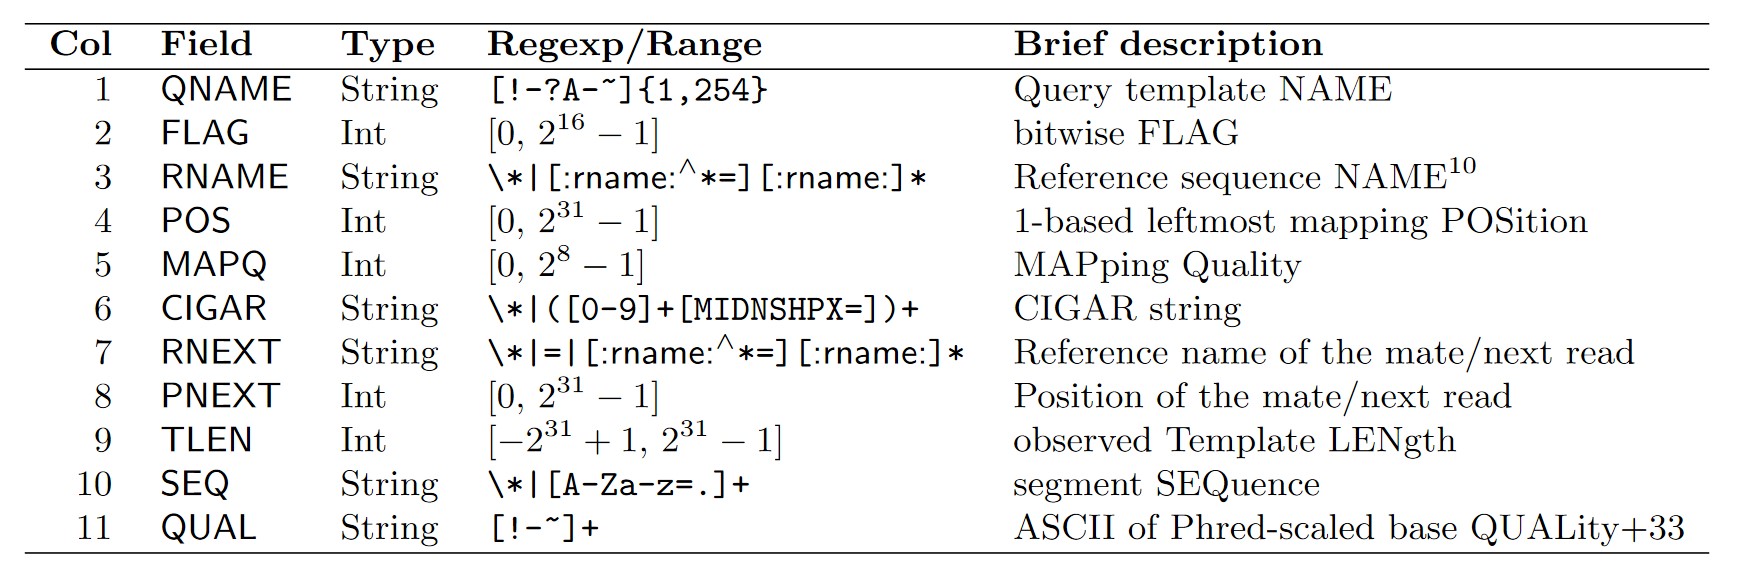 Col Field Type Regexp/Range Brief description
1 QNAME String [!-?A-~]{1,254} Query template NAME
2 FLAG Int [0, 2^16 − 1] bitwise FLAG
3 RNAME String \*|[:rname:^*=][:rname:]* Reference sequence NAME^10
4 POS Int [0, 2^31 − 1] 1-based leftmost mapping POSition
5 MAPQ Int [0, 2^8 − 1] MAPping Quality
6 CIGAR String \*|([0-9]+[MIDNSHPX=])+ CIGAR string
7 RNEXT String \*|=|[:rname:^*=][:rname:]* Reference name of the mate/next read
8 PNEXT Int [0, 2^31 − 1] Position of the mate/next read
9 TLEN Int [−2^31 + 1, 2^31 − 1] observed Template LENgth
10 SEQ String \*|[A-Za-z=.]+ segment SEQuence
11 QUAL String [!-~]+ ASCII of Phred-scaled base QUALity+33